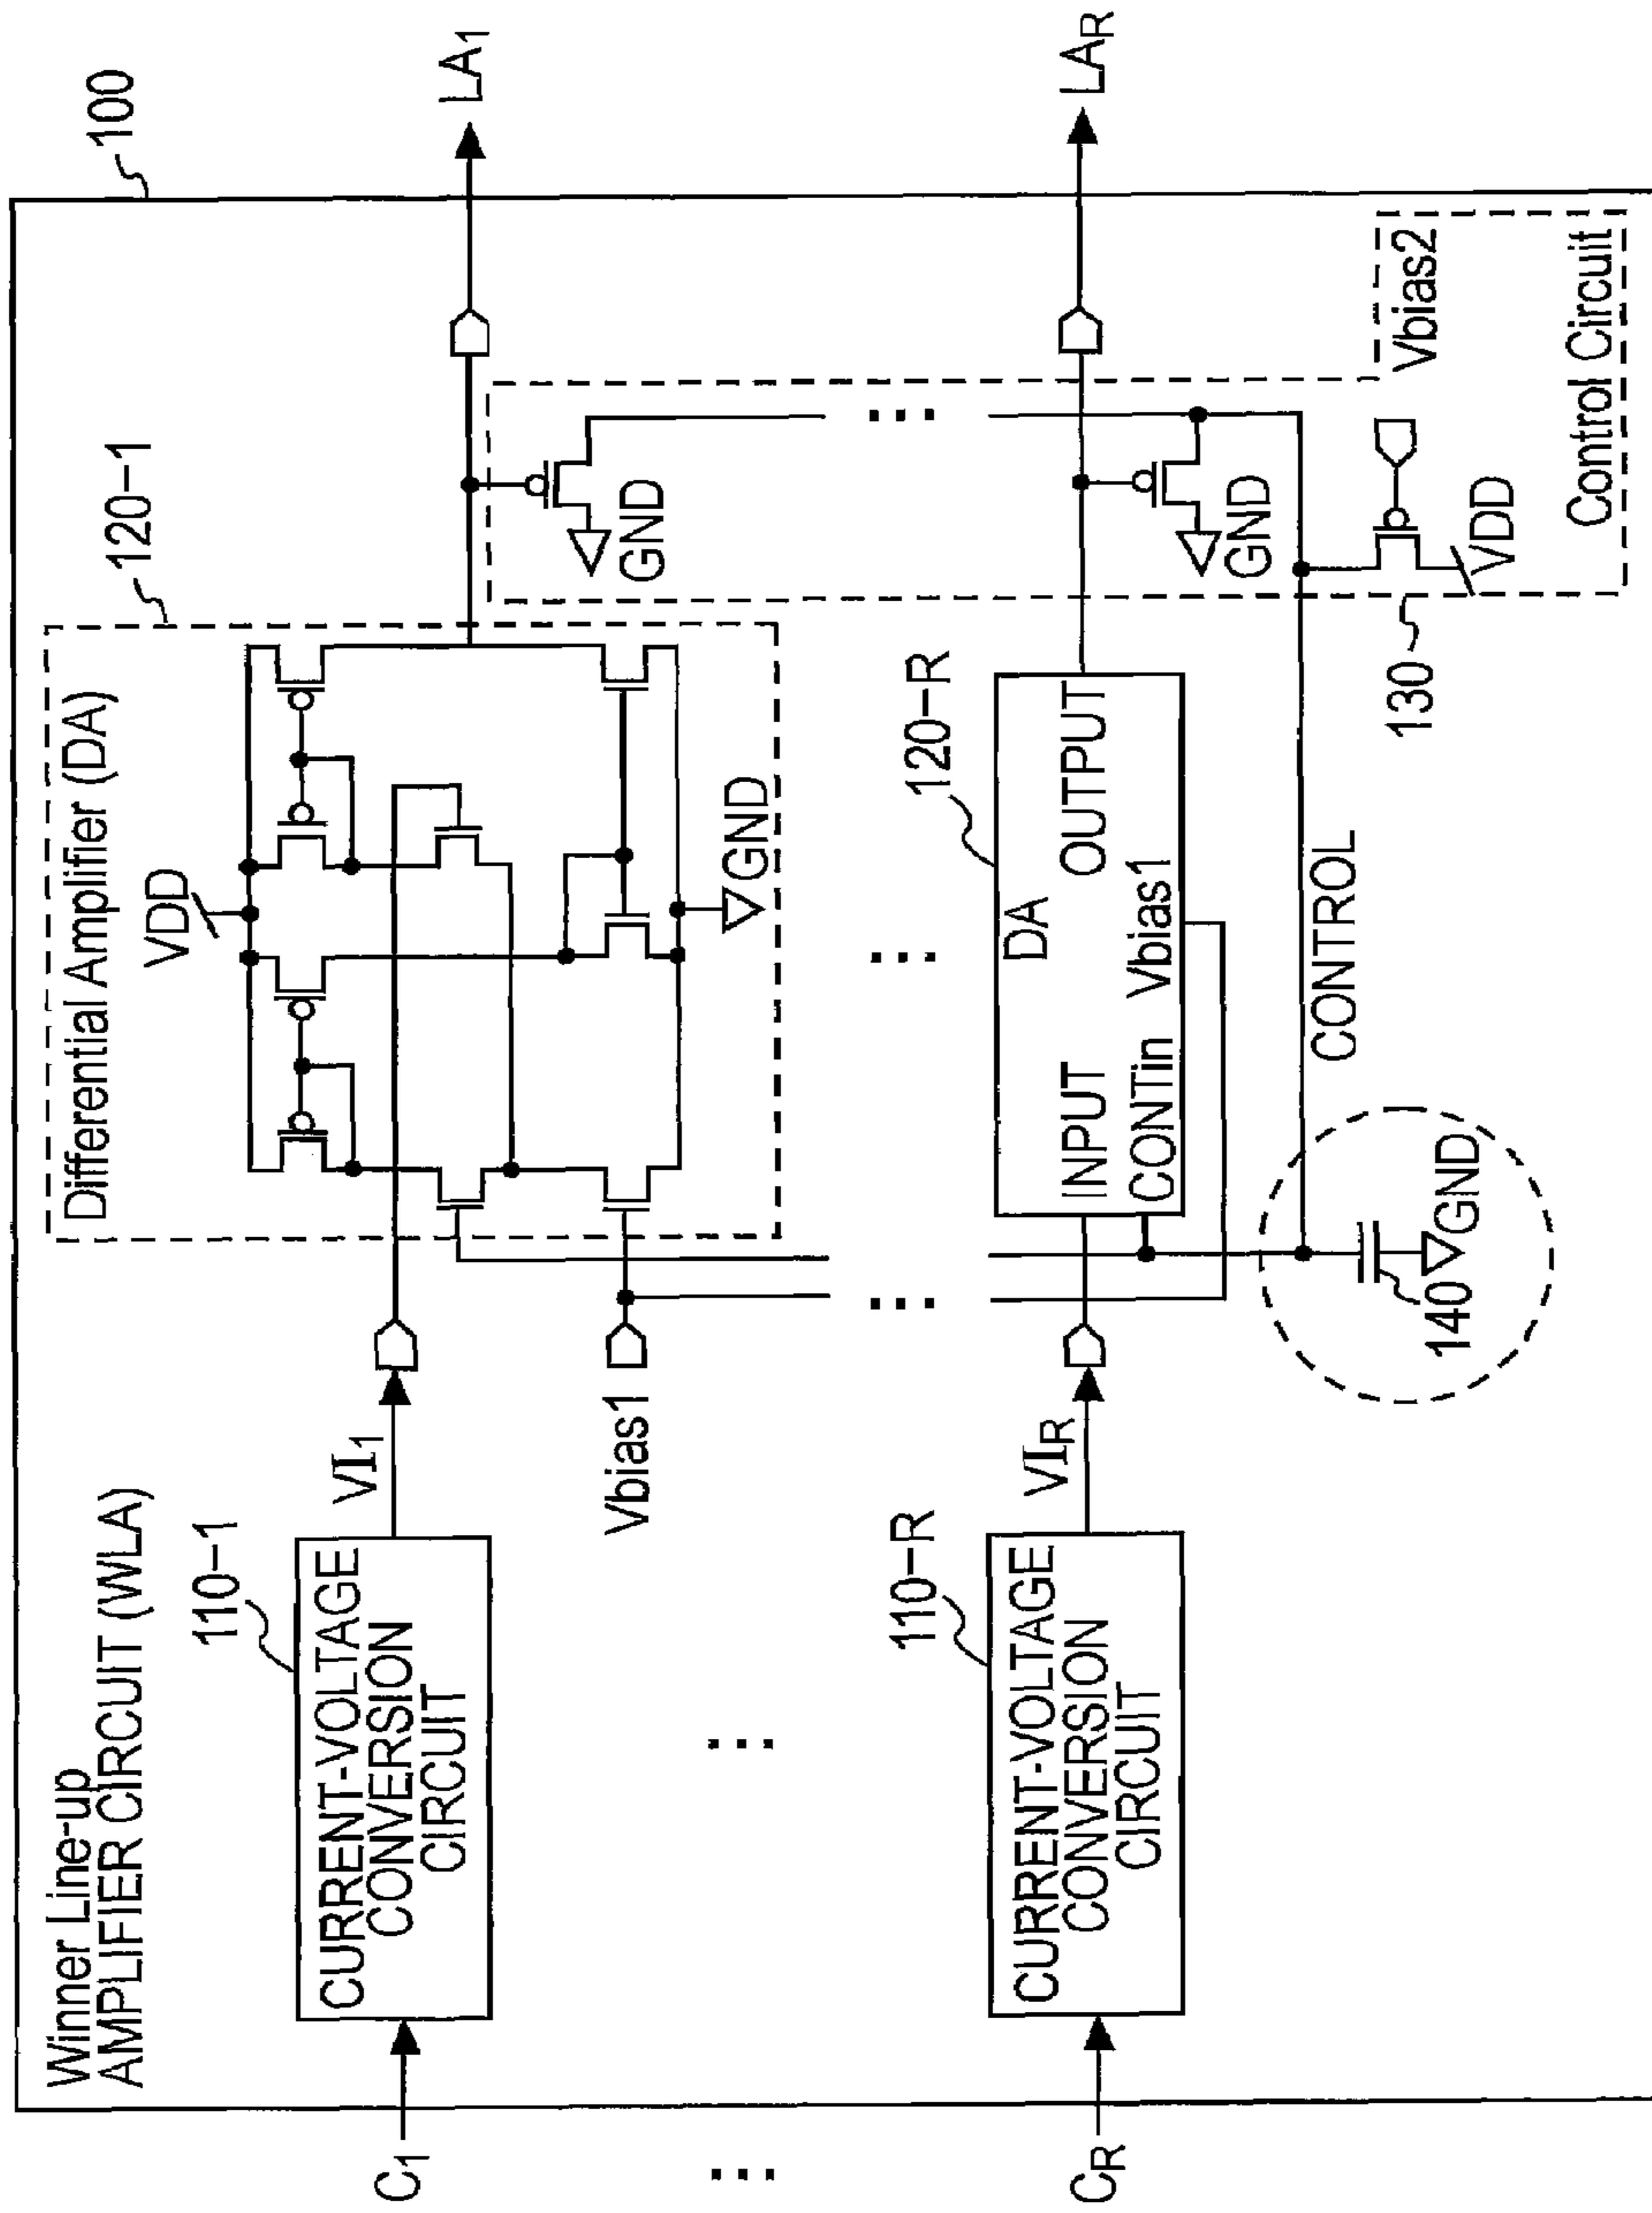 Winner Line-up
AMPLIFIER CIRCUIT (WLA)
100
Differential Amplifier (DA)
120-1
VDD
110-1
CURRENT-VOLTAGE
CONVERSION
CIRCUIT
C1
VI1
LA1
Vbias1
GND
GND
...
...
...
...
...
110-R
CURRENT-VOLTAGE
CONVERSION
CIRCUIT
CR
VIR
120-R
DA
INPUT
OUTPUT
CONTin
Vbias1
LAR
GND
CONTROL
140
GND
130
VDD
Vbias2
Control Circuit